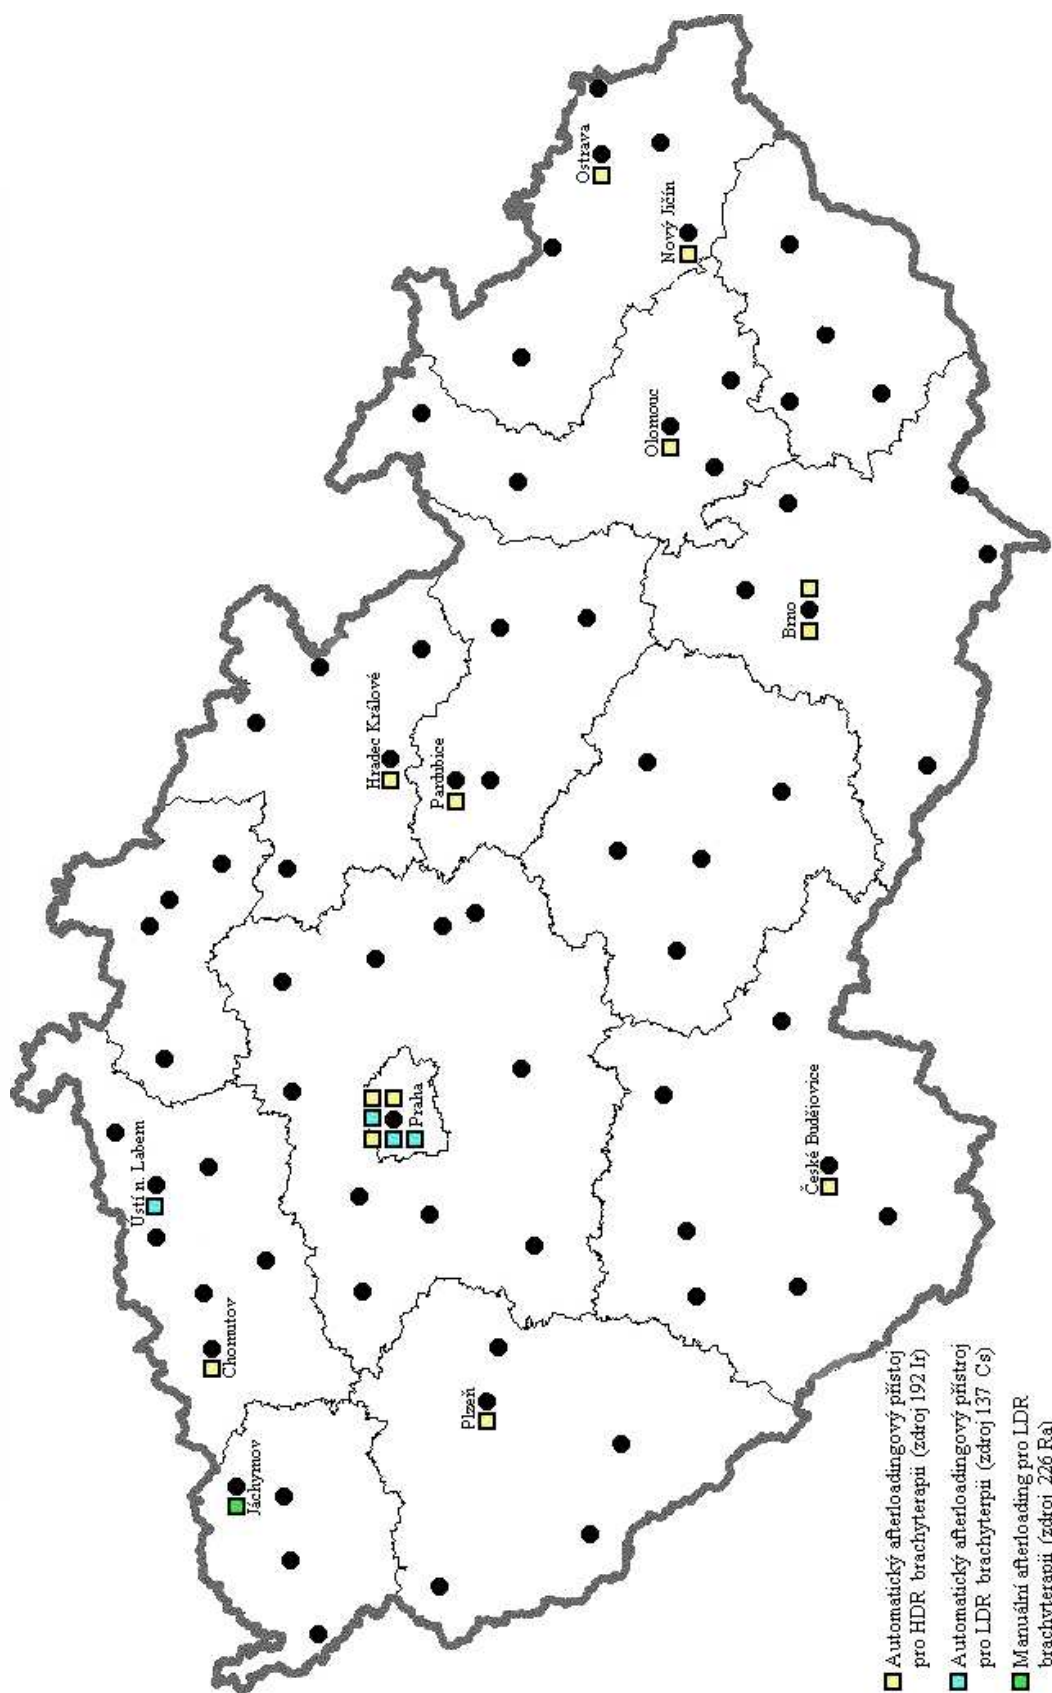 Ústí n. Labem
Chomutov
Jáchymov
Hradec Králové
Praha
Pardubice
Plzeň
Ostrava
Olomouc
Nový Jičín
Brno
České Budějovice
Automatický afterloadingový přístoj
pro HDR brachyterapii (zdroj 192 Ir)
Automatický afterloadingový přístroj
pro LDR brachyterpii (zdroj 137 Cs)
Manuální afterloading pro LDR
brachyterapii (zdroj 226 Ra)